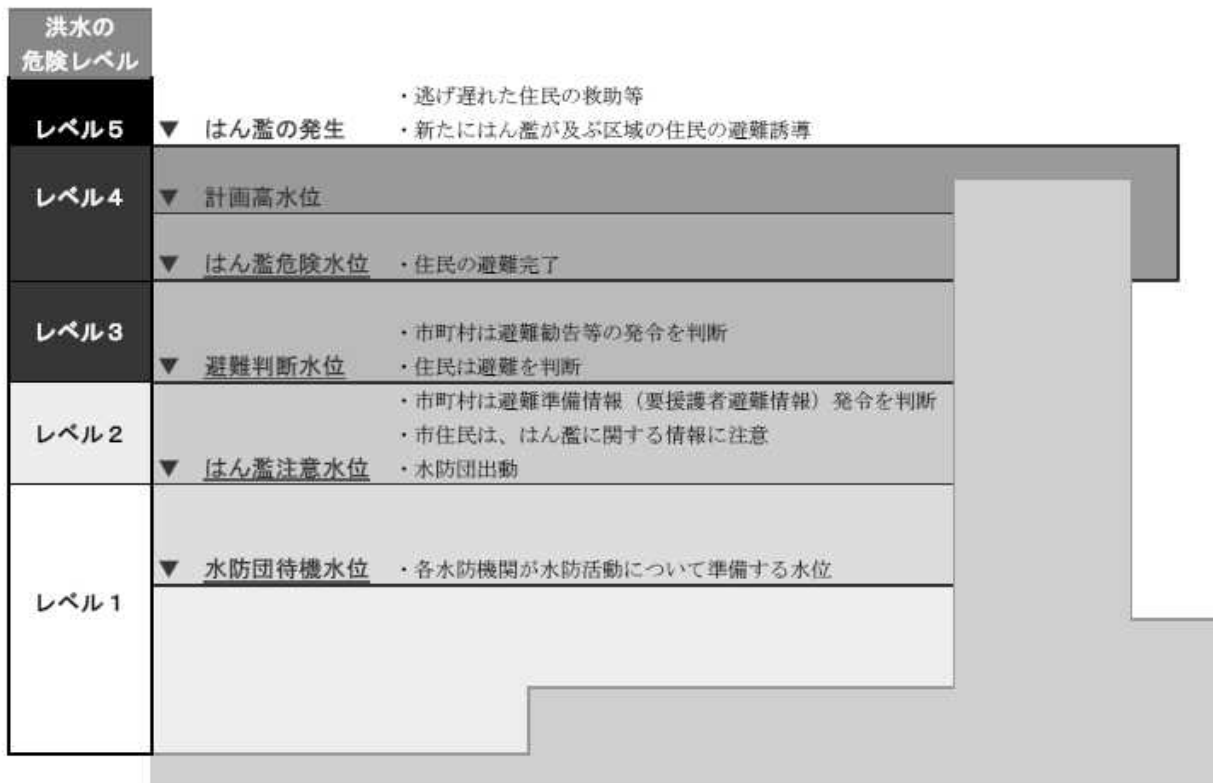 洪水の
危険レベル
・逃げ遅れた住民の救助等
レベル5 ▼ はん濫の発生 ・新たにはん濫が及ぶ区域の住民の避難誘導
レベル4 ▼ 計画高水位
▼ はん濫危険水位 ・住民の避難完了
レベル3 ・市町村は避難勧告等の発令を判断
▼ 避難判断水位 ・住民は避難を判断
・市町村は避難準備情報（要援護者避難情報）発令を判断
レベル2 ・市住民は、はん濫に関する情報に注意
▼ はん濫注意水位 ・水防団出動
▼ 水防団待機水位 ・各水防機関が水防活動について準備する水位
レベル1